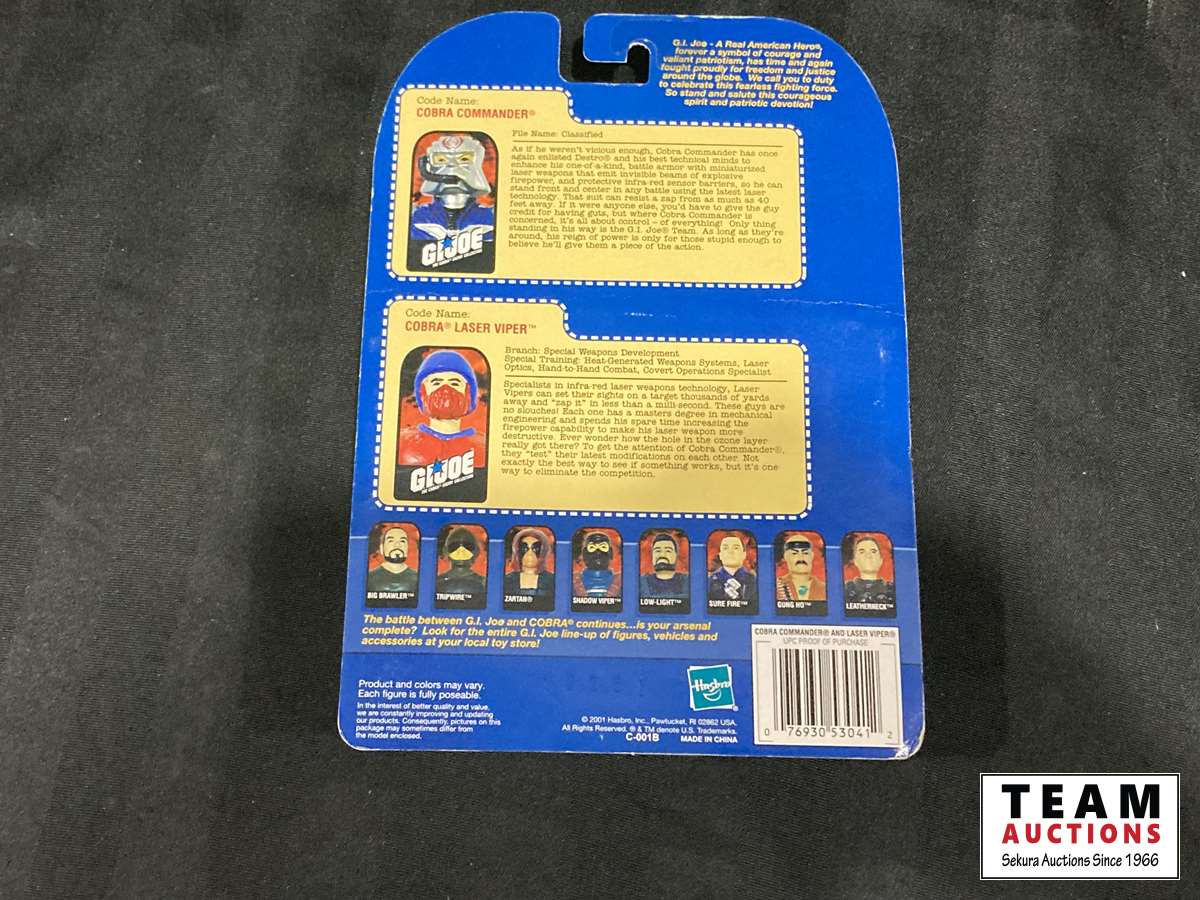 G.I. Joe - A Real American Hero®,
forever a symbol of courage and
valiant patriotism, has time and again
fought proudly for freedom and justice
around the globe. We call you to duty
to celebrate this fearless fighting force.
So stand and salute this courageous
spirit and patriotic devotion!
Code Name:
COBRA COMMANDER®
File Name: Classified
As if he weren't vicious enough, Cobra Commander has once
again enlisted Destro® and his best technical minds to
enhance his one-of-a-kind, battle armor with miniaturized
laser weapons that emit invisible beams of explosive
firepower, and protective infra-red sensor barriers, so he can
stand front and center in any battle using the latest laser
technology. That suit can resist a zap from as much as 40
feet away. If it were anyone else, you'd have to give the guy
credit for having guts, but where Cobra Commander is
concerned, it's all about control – of everything! Only thing
standing in his way is the G.I. Joe® Team. As long as they're
around, his reign of power is only for those stupid enough to
believe he'll give them a piece of the action.
GI JOE
Code Name:
COBRA® LASER VIPER™
Branch: Special Weapons Development
Special Training: Heat-Generated Weapons Systems, Laser
Optics, Hand-to-Hand Combat, Covert Operations Specialist
Specialists in infra-red laser weapons technology, Laser
Vipers can set their sights on a target thousands of yards
away and "zap it" in less than a milli-second. These guys are
no slouches! Each one has a masters degree in mechanical
engineering and spends his spare time increasing the
firepower capability to make his laser weapon more
destructive. Ever wonder how the hole in the ozone layer
really got there? To get the attention of Cobra Commander®,
they "test" their latest modifications on each other. Not
exactly the best way to see if something works, but it's one
way to eliminate the competition.
GI JOE
BIG BRAWLER™ TRIPWIRE™ ZARTAN® SHADOW VIPER™ LOW-LIGHT™ SURE FIRE™ GUNG HO™ LEATHERNECK™
The battle between G.I. Joe and COBRA® continues...is your arsenal
complete? Look for the entire G.I. Joe line-up of figures, vehicles and
accessories at your local toy store!
COBRA COMMANDER® AND LASER VIPER®
UPC PROOF OF PURCHASE
0 76930 53041 2
Product and colors may vary.
Each figure is fully poseable.
In the interest of better quality and value,
we are constantly improving and updating
our products. Consequently, pictures on this
package may sometimes differ from
the model enclosed.
Hasbro
© 2001 Hasbro, Inc., Pawtucket, RI 02862 USA.
All Rights Reserved. ® & TM denote U.S. Trademarks.
C-001B MADE IN CHINA
TEAM
AUCTIONS
Sekura Auctions Since 1966